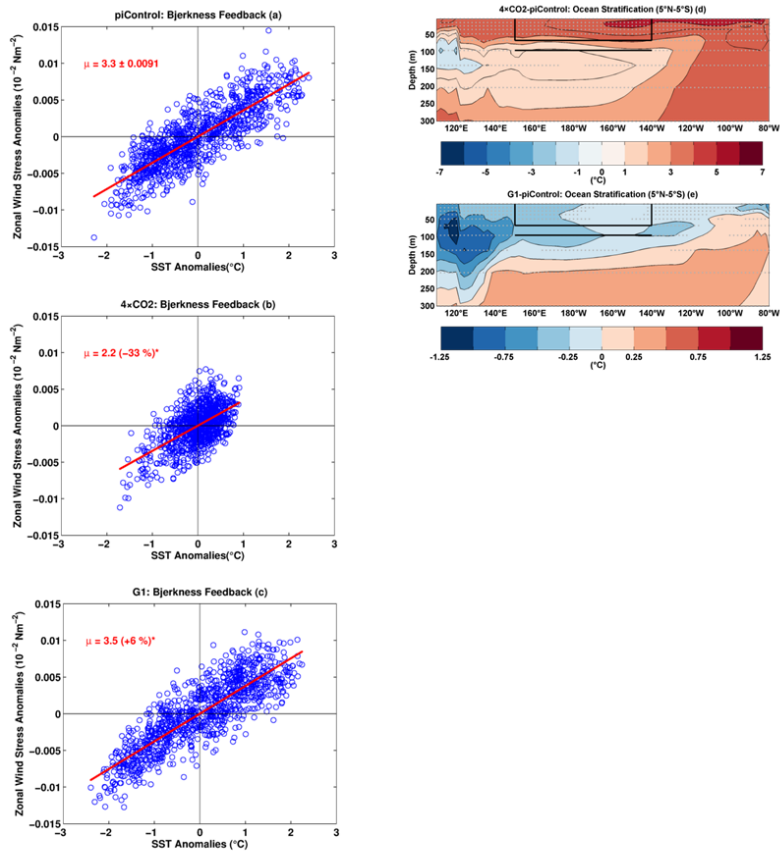 piControl: Bjerkness Feedback (a)
0.015
0.01
0.005
0
−0.005
−0.01
−0.015
Zonal Wind Stress Anomalies (10⁻² Nm⁻²)
μ = 3.3 ± 0.0091
−3 −2 −1 0 1 2 3
SST Anomalies(°C)
4×CO2: Bjerkness Feedback (b)
0.015
0.01
0.005
0
−0.005
−0.01
−0.015
Zonal Wind Stress Anomalies (10⁻² Nm⁻²)
μ = 2.2 (−33 %)*
−3 −2 −1 0 1 2 3
SST Anomalies(°C)
G1: Bjerkness Feedback (c)
0.015
0.01
0.005
0
−0.005
−0.01
−0.015
Zonal Wind Stress Anomalies (10⁻² Nm⁻²)
μ = 3.5 (+6 %)*
−3 −2 −1 0 1 2 3
SST Anomalies(°C)
4×CO2-piControl: Ocean Stratification (5°N-5°S) (d)
Depth (m)
50
100
150
200
250
300
120°E 140°E 160°E 180°W 160°W 140°W 120°W 100°W 80°W
-7 -5 -3 -1 0 1 3 5 7
(°C)
G1-piControl: Ocean Stratification (5°N-5°S) (e)
Depth (m)
50
100
150
200
250
300
120°E 140°E 160°E 180°W 160°W 140°W 120°W 100°W 80°W
-1.25 -0.75 -0.25 0 0.25 0.75 1.25
(°C)